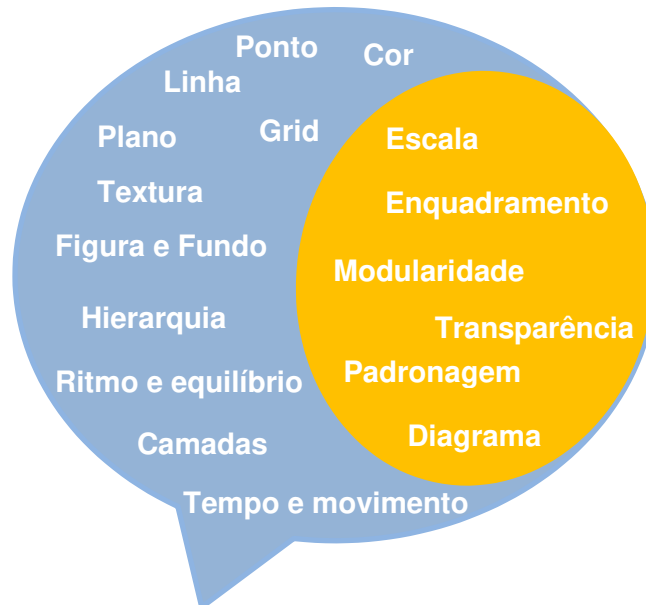 Ponto
Cor
Linha
Plano
Grid
Escala
Textura
Enquadramento
Figura e Fundo
Modularidade
Hierarquia
Transparência
Ritmo e equilíbrio
Padronagem
Camadas
Diagrama
Tempo e movimento